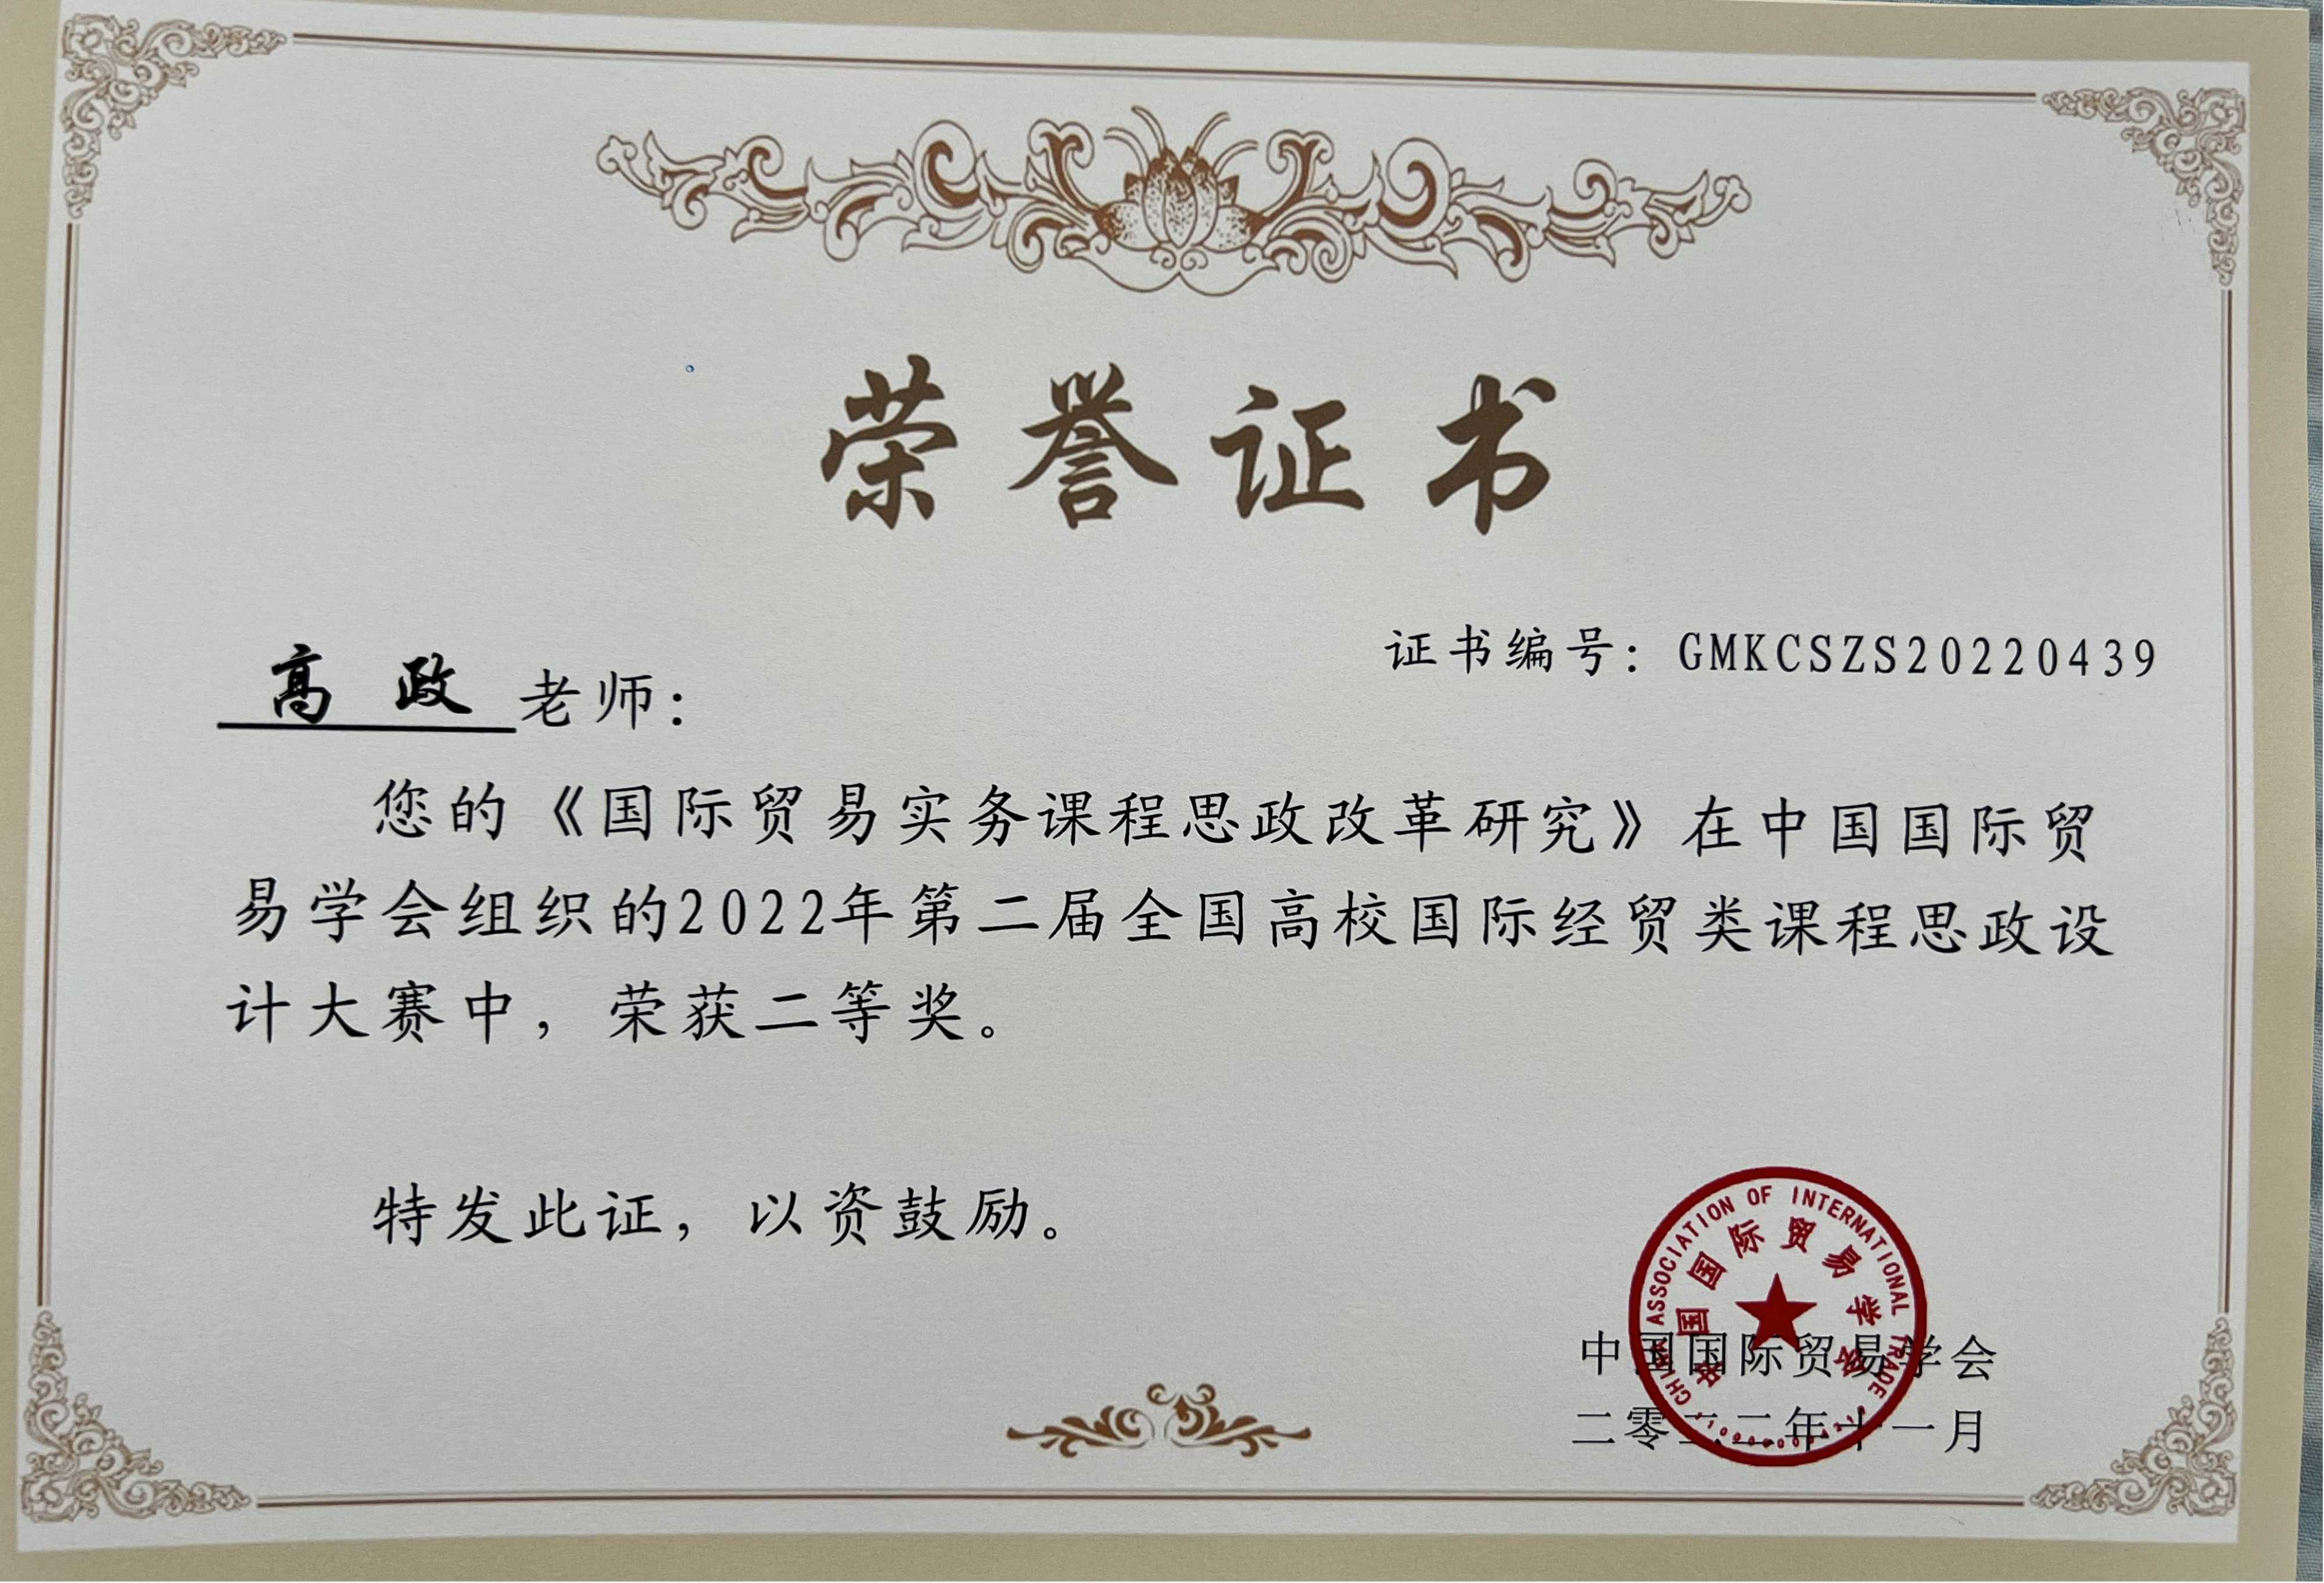 荣誉证书
证书编号：GMKCSZS20220439
高政老师：
您的《国际贸易实务课程思政改革研究》在中国国际贸
易学会组织的2022年第二届全国高校国际经贸类课程思政设
计大赛中，荣获二等奖。
特发此证，以资鼓励。
CHINA ASSOCIATION OF INTERNATIONAL TRADE
中国国际贸易学会
中国国际贸易学会
二零二二年十一月